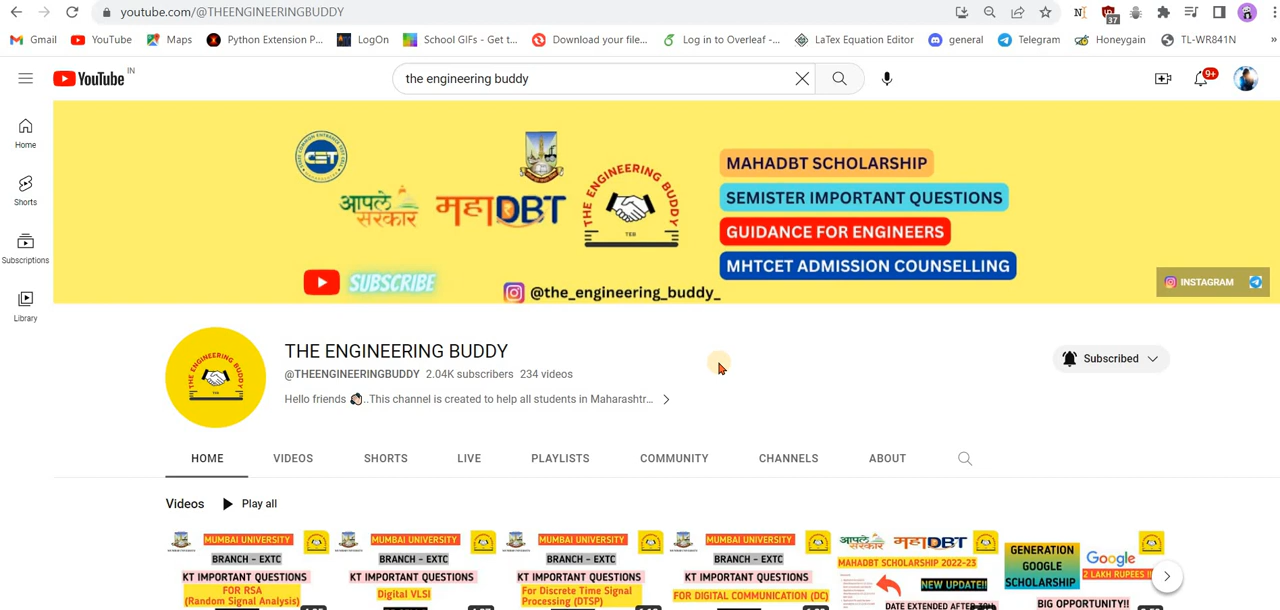 youtube.com/@THEENGINEERINGBUDDY
37
Gmail YouTube Maps Python Extension P... LogOn School GIFs - Get t... Download your file... Log in to Overleaf -... LaTex Equation Editor general Telegram Honeygain TL-WR841N »
YouTube IN
the engineering buddy
9+
Home
Shorts
Subscriptions
Library
CET
आपले सरकार
महाDBT
THE ENGINEERING BUDDY
TEB
MAHADBT SCHOLARSHIP
SEMISTER IMPORTANT QUESTIONS
GUIDANCE FOR ENGINEERS
MHTCET ADMISSION COUNSELLING
SUBSCRIBE
@the_engineering_buddy_
INSTAGRAM
THE ENGINEERING BUDDY
THE ENGINEERING BUDDY
@THEENGINEERINGBUDDY 2.04K subscribers 234 videos
Hello friends ..This channel is created to help all students in Maharashtr...
Subscribed
HOME VIDEOS SHORTS LIVE PLAYLISTS COMMUNITY CHANNELS ABOUT
Videos Play all
MUMBAI UNIVERSITY
BRANCH - EXTC
KT IMPORTANT QUESTIONS
FOR RSA
(Random Signal Analysis)
MUMBAI UNIVERSITY
BRANCH - EXTC
KT IMPORTANT QUESTIONS
Digital VLSI
MUMBAI UNIVERSITY
BRANCH - EXTC
KT IMPORTANT QUESTIONS
FOR Discrete Time Signal
Processing (DTSP)
MUMBAI UNIVERSITY
BRANCH - EXTC
KT IMPORTANT QUESTIONS
FOR DIGITAL COMMUNICATION (DC)
आपले सरकार महाDBT
MAHADBT SCHOLARSHIP 2022-23
NEW UPDATE!!
DATE EXTENDED AFTER
GENERATION
GOOGLE
SCHOLARSHIP
Google
2 LAKH RUPEES
BIG OPPORTUNITY!!